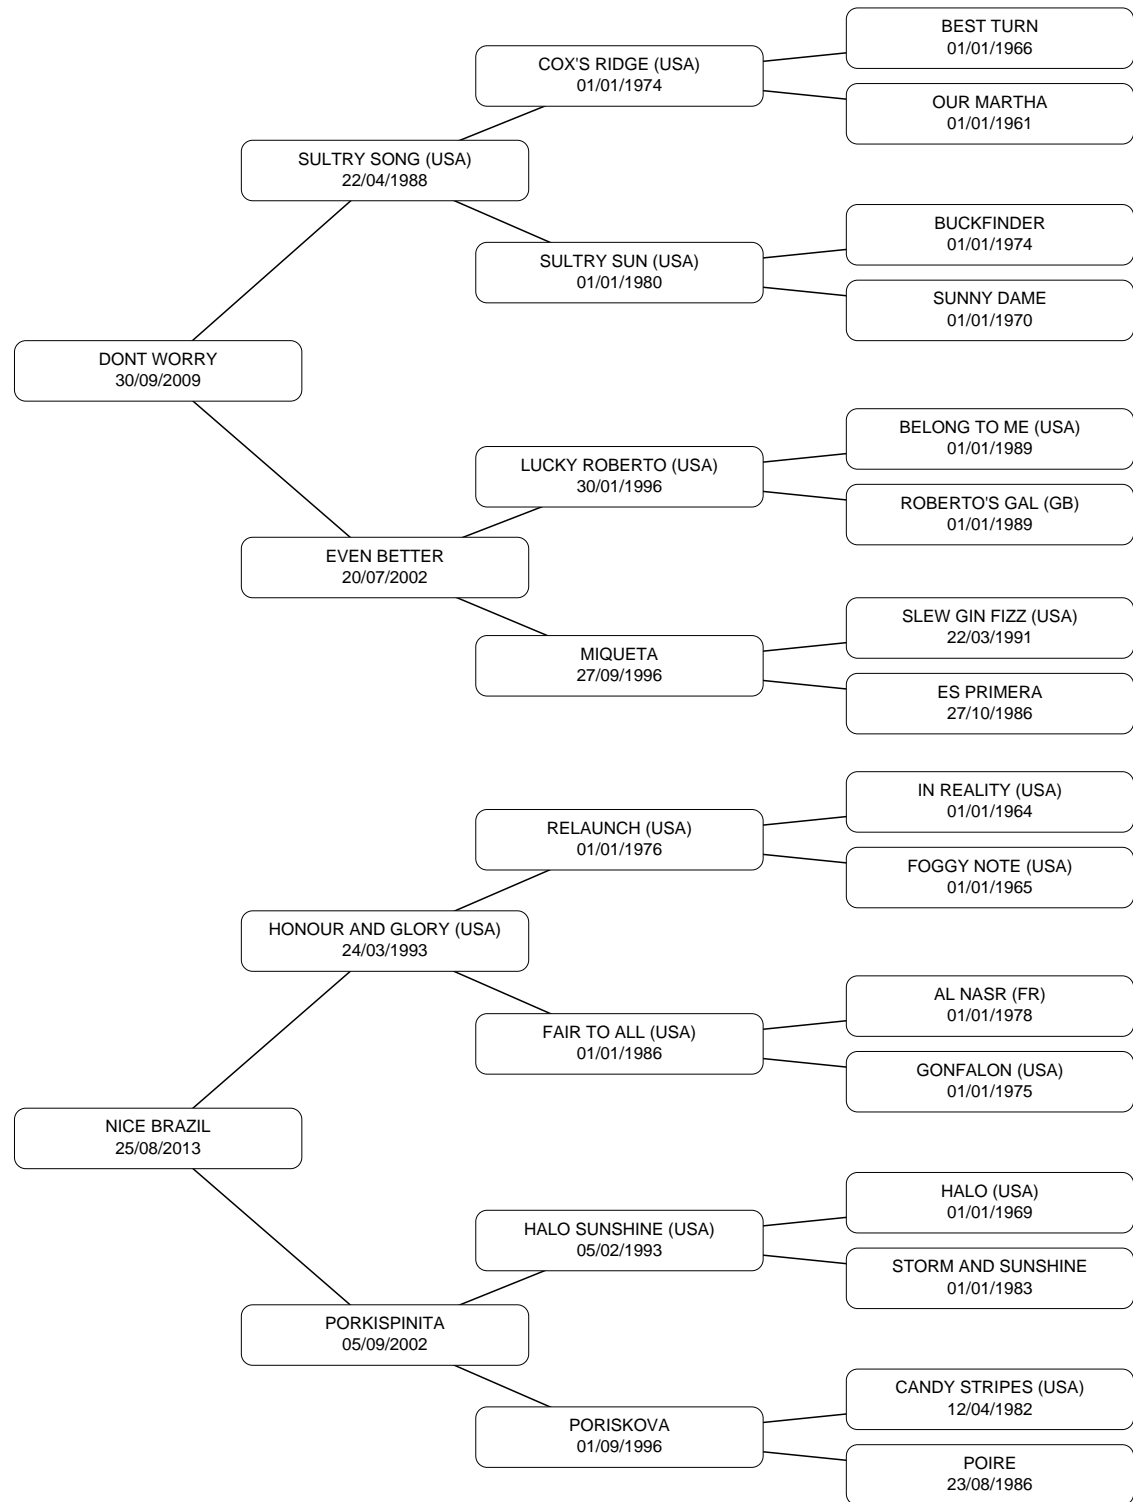 BEST TURN
01/01/1966
COX'S RIDGE (USA)
01/01/1974
OUR MARTHA
01/01/1961
SULTRY SONG (USA)
22/04/1988
BUCKFINDER
01/01/1974
SULTRY SUN (USA)
01/01/1980
SUNNY DAME
01/01/1970
DONT WORRY
30/09/2009
BELONG TO ME (USA)
01/01/1989
LUCKY ROBERTO (USA)
30/01/1996
ROBERTO'S GAL (GB)
01/01/1989
EVEN BETTER
20/07/2002
SLEW GIN FIZZ (USA)
22/03/1991
MIQUETA
27/09/1996
ES PRIMERA
27/10/1986
IN REALITY (USA)
01/01/1964
RELAUNCH (USA)
01/01/1976
FOGGY NOTE (USA)
01/01/1965
HONOUR AND GLORY (USA)
24/03/1993
AL NASR (FR)
01/01/1978
FAIR TO ALL (USA)
01/01/1986
GONFALON (USA)
01/01/1975
NICE BRAZIL
25/08/2013
HALO (USA)
01/01/1969
HALO SUNSHINE (USA)
05/02/1993
STORM AND SUNSHINE
01/01/1983
PORKISPINITA
05/09/2002
CANDY STRIPES (USA)
12/04/1982
PORISKOVA
01/09/1996
POIRE
23/08/1986